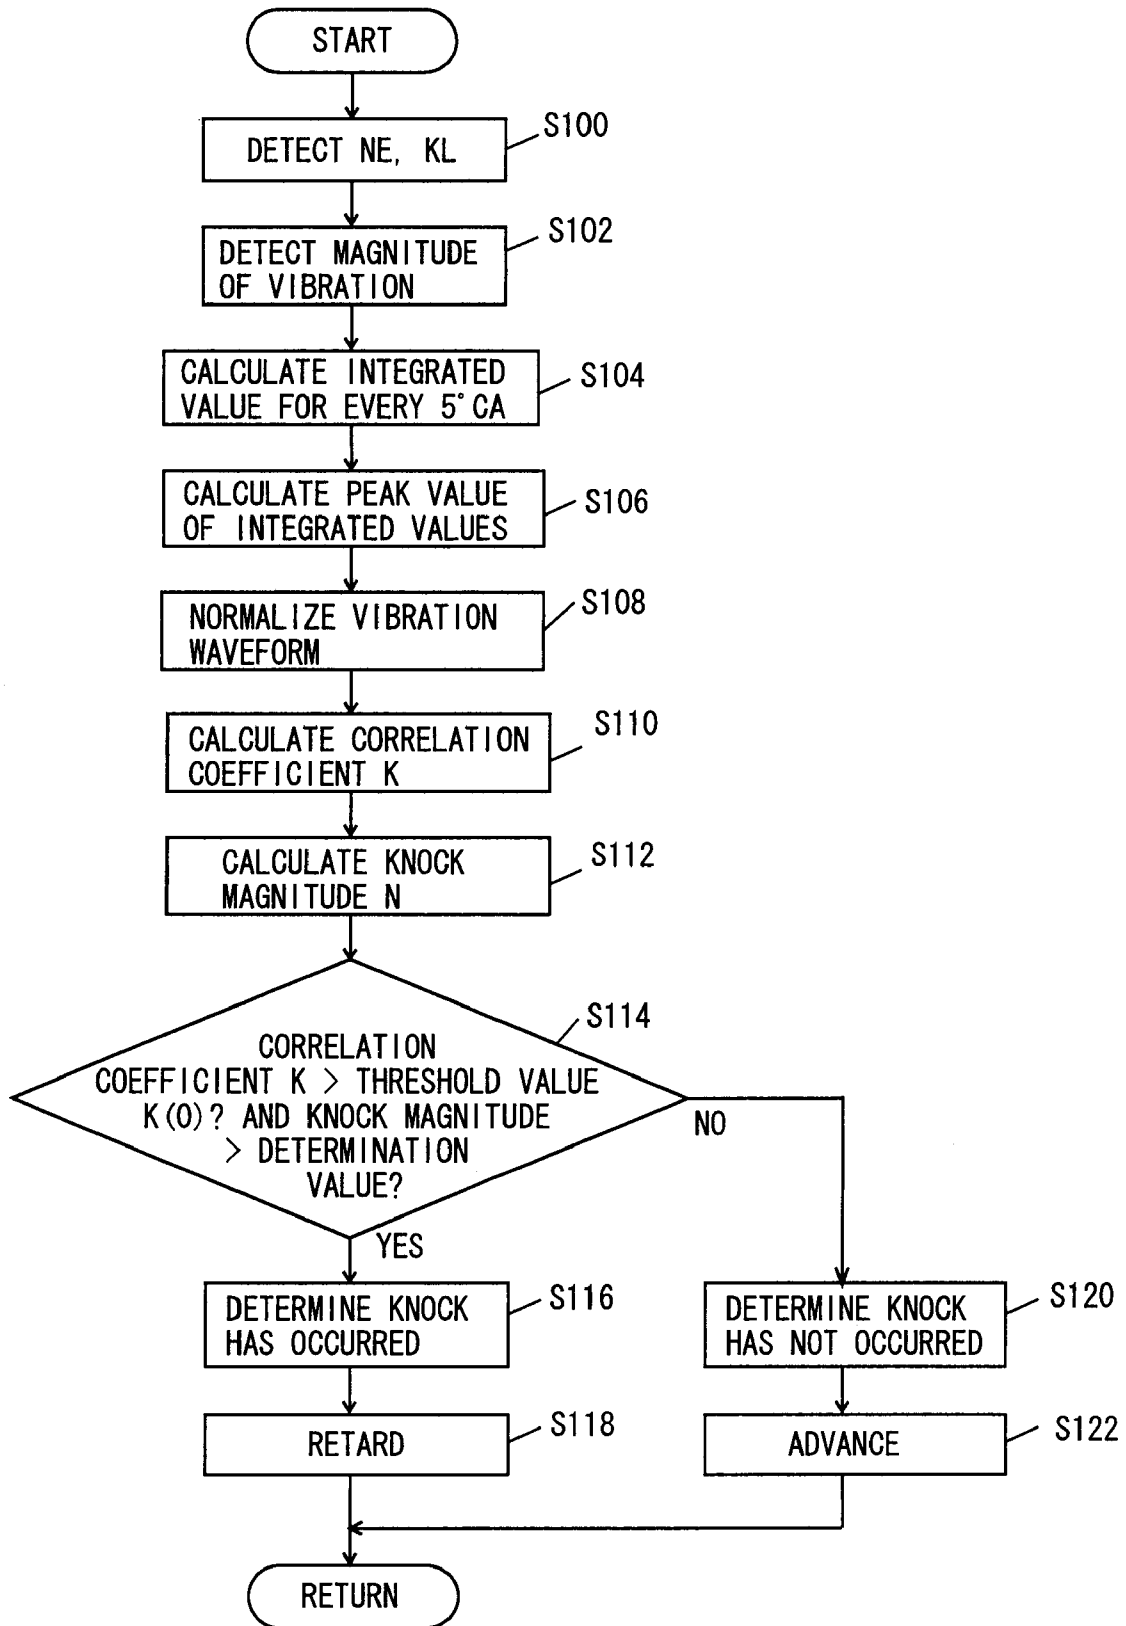 START
S100
DETECT NE, KL
S102
DETECT MAGNITUDE
OF VIBRATION
S104
CALCULATE INTEGRATED
VALUE FOR EVERY 5°CA
S106
CALCULATE PEAK VALUE
OF INTEGRATED VALUES
S108
NORMALIZE VIBRATION
WAVEFORM
S110
CALCULATE CORRELATION
COEFFICIENT K
S112
CALCULATE KNOCK
MAGNITUDE N
S114
CORRELATION
COEFFICIENT K > THRESHOLD VALUE
K(0)? AND KNOCK MAGNITUDE
> DETERMINATION
VALUE?
NO
YES
S116
DETERMINE KNOCK
HAS OCCURRED
S120
DETERMINE KNOCK
HAS NOT OCCURRED
S118
RETARD
S122
ADVANCE
RETURN